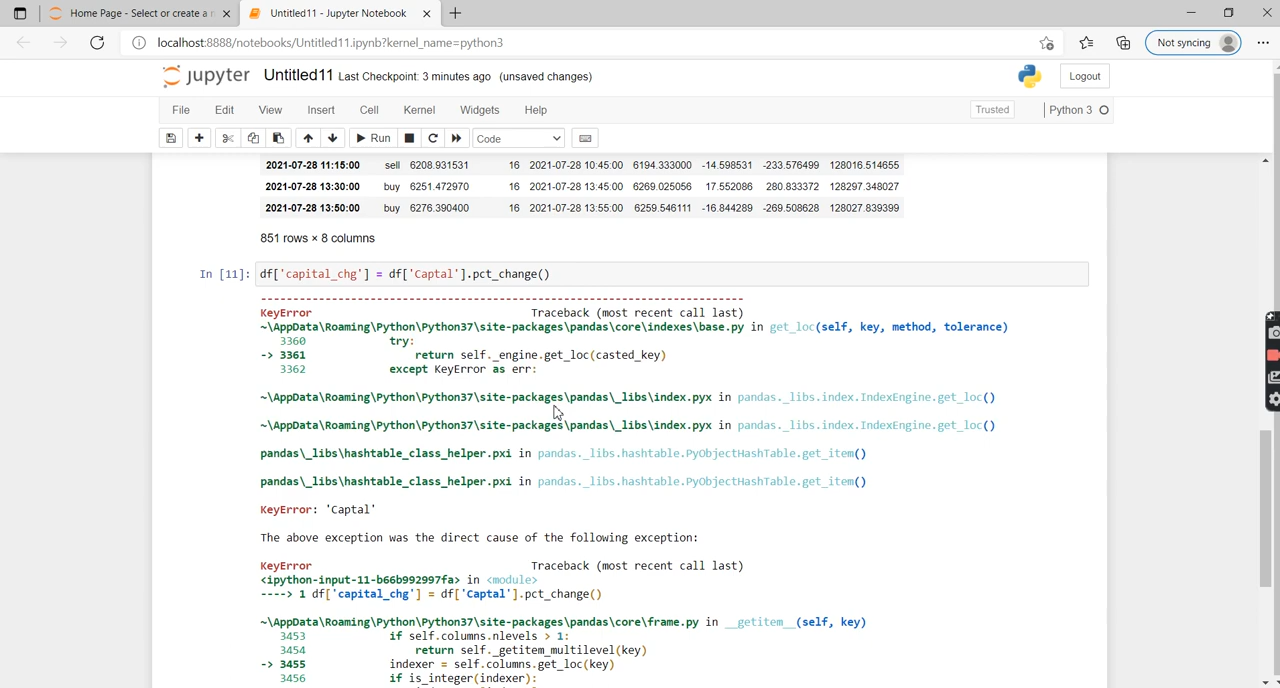 Home Page - Select or create a n
Untitled11 - Jupyter Notebook
localhost:8888/notebooks/Untitled11.ipynb?kernel_name=python3
Not syncing
jupyter Untitled11 Last Checkpoint: 3 minutes ago (unsaved changes)
Logout
File Edit View Insert Cell Kernel Widgets Help
Trusted Python 3
Run Code
2021-07-28 11:15:00 sell 6208.931531 16 2021-07-28 10:45:00 6194.333000 -14.598531 -233.576499 128016.514655
2021-07-28 13:30:00 buy 6251.472970 16 2021-07-28 13:45:00 6269.025056 17.552086 280.833372 128297.348027
2021-07-28 13:50:00 buy 6276.390400 16 2021-07-28 13:55:00 6259.546111 -16.844289 -269.508628 128027.839399
851 rows × 8 columns
In [11]: df['capital_chg'] = df['Captal'].pct_change()
---------------------------------------------------------------------------
KeyError Traceback (most recent call last)
~\AppData\Roaming\Python\Python37\site-packages\pandas\core\indexes\base.py in get_loc(self, key, method, tolerance)
3360 try:
-> 3361 return self._engine.get_loc(casted_key)
3362 except KeyError as err:
~\AppData\Roaming\Python\Python37\site-packages\pandas\_libs\index.pyx in pandas._libs.index.IndexEngine.get_loc()
~\AppData\Roaming\Python\Python37\site-packages\pandas\_libs\index.pyx in pandas._libs.index.IndexEngine.get_loc()
pandas\_libs\hashtable_class_helper.pxi in pandas._libs.hashtable.PyObjectHashTable.get_item()
pandas\_libs\hashtable_class_helper.pxi in pandas._libs.hashtable.PyObjectHashTable.get_item()
KeyError: 'Captal'
The above exception was the direct cause of the following exception:
KeyError Traceback (most recent call last)
<ipython-input-11-b66b992997fa> in <module>
----> 1 df['capital_chg'] = df['Captal'].pct_change()
~\AppData\Roaming\Python\Python37\site-packages\pandas\core\frame.py in __getitem__(self, key)
3453 if self.columns.nlevels > 1:
3454 return self._getitem_multilevel(key)
-> 3455 indexer = self.columns.get_loc(key)
3456 if is_integer(indexer):